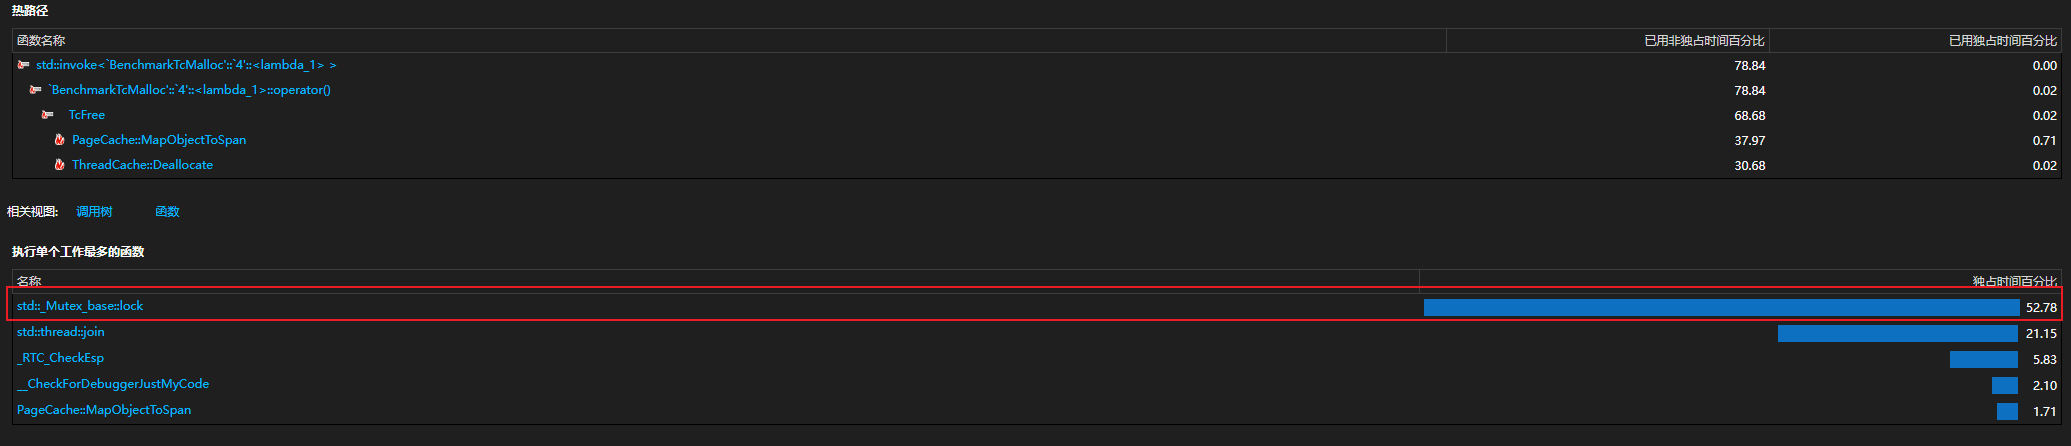 热路径
函数名称 已用非独占时间百分比 已用独占时间百分比
std::invoke<`BenchmarkTcMalloc'::`4'::<lambda_1> > 78.84 0.00
`BenchmarkTcMalloc'::`4'::<lambda_1>::operator() 78.84 0.02
TcFree 68.68 0.02
PageCache::MapObjectToSpan 37.97 0.71
ThreadCache::Deallocate 30.68 0.02
相关视图: 调用树 函数
执行单个工作最多的函数
名称 独占时间百分比
std::_Mutex_base::lock 52.78
std::thread::join 21.15
_RTC_CheckEsp 5.83
__CheckForDebuggerJustMyCode 2.10
PageCache::MapObjectToSpan 1.71